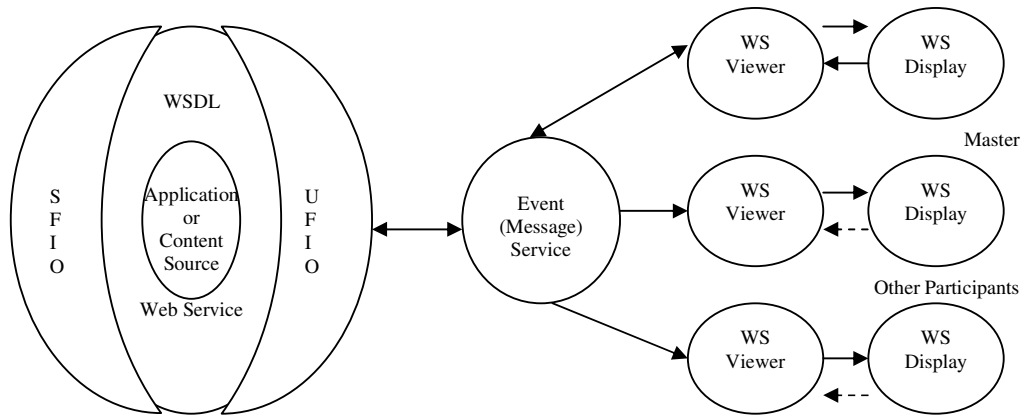 WSDL
S
F
I
O
Application
or
Content
Source
U
F
I
O
Web Service
Event
(Message)
Service
WS
Viewer
WS
Display
Master
WS
Viewer
WS
Display
Other Participants
WS
Viewer
WS
Display